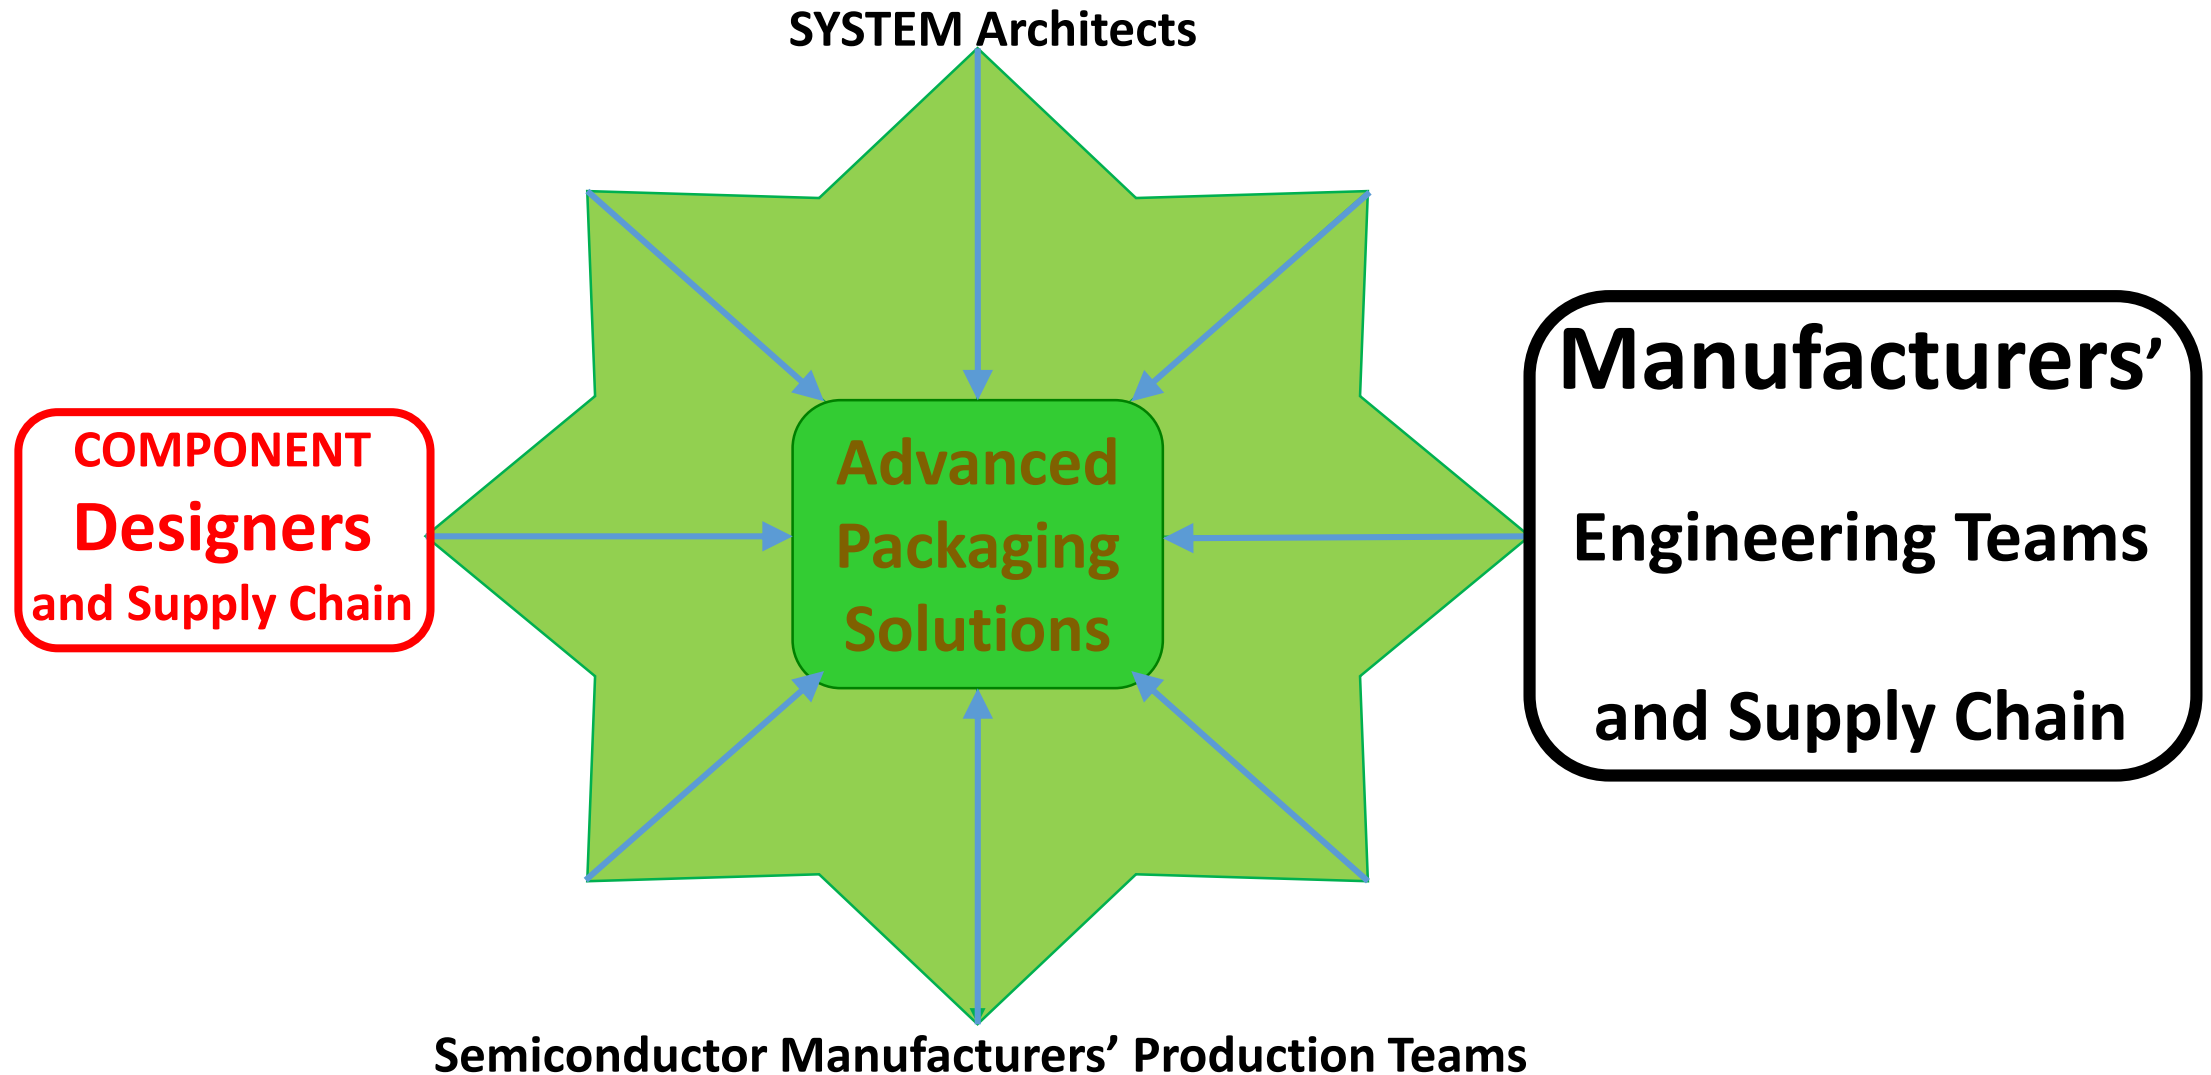 SYSTEM Architects
COMPONENT
Designers
and Supply Chain
Advanced
Packaging
Solutions
Manufacturers’
Engineering Teams
and Supply Chain
Semiconductor Manufacturers’ Production Teams